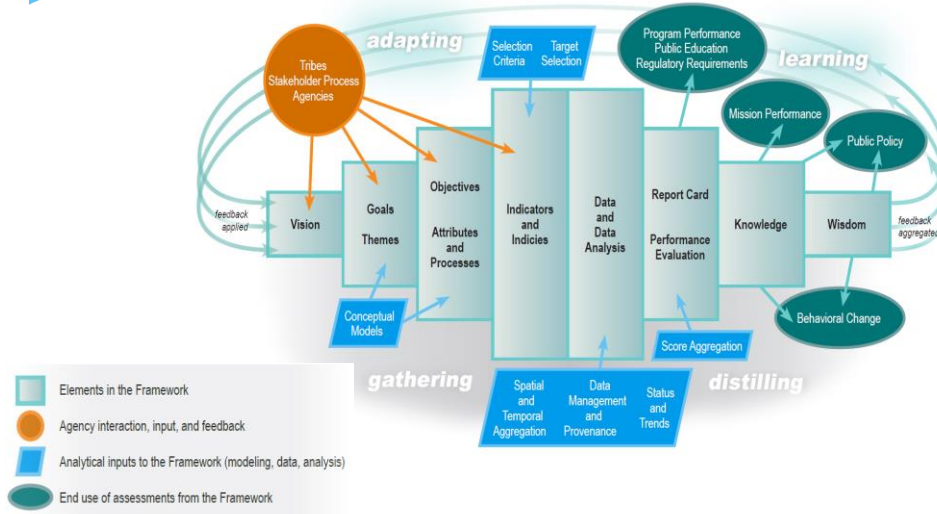 adapting
learning
Tribes
Stakeholder Process
Agencies
Selection Criteria
Target Selection
Program Performance
Public Education
Regulatory Requirements
Mission Performance
Public Policy
feedback
applied
Vision
Goals
Themes
Objectives
Attributes
and
Processes
Indicators
and
Indicies
Data
and
Data
Analysis
Report Card
Performance
Evaluation
Knowledge
Wisdom
feedback
aggregated
Conceptual
Models
Score Aggregation
Behavioral Change
gathering
distilling
Spatial
and
Temporal
Aggregation
Data
Management
and
Provenance
Status
and
Trends
Elements in the Framework
Agency interaction, input, and feedback
Analytical inputs to the Framework (modeling, data, analysis)
End use of assessments from the Framework